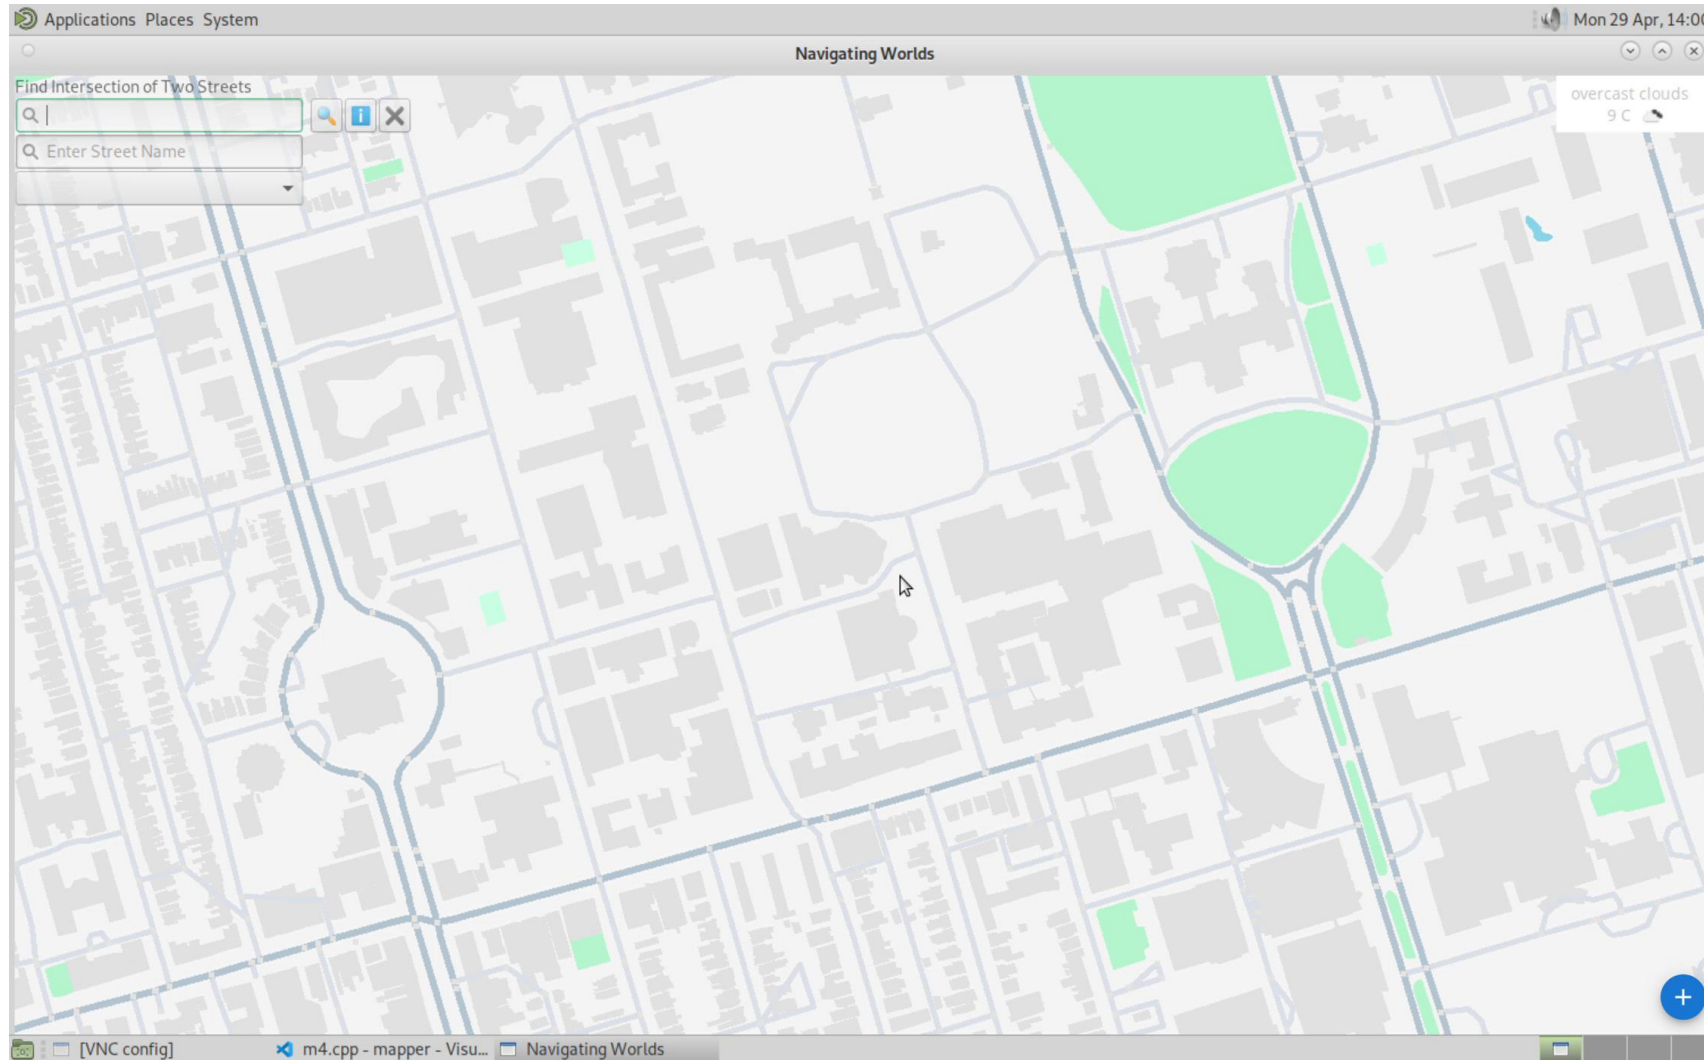 Applications Places System
Mon 29 Apr, 14:00
Navigating Worlds
Find Intersection of Two Streets
Enter Street Name
overcast clouds
9 C
[VNC config]
m4.cpp - mapper - Visu...
Navigating Worlds